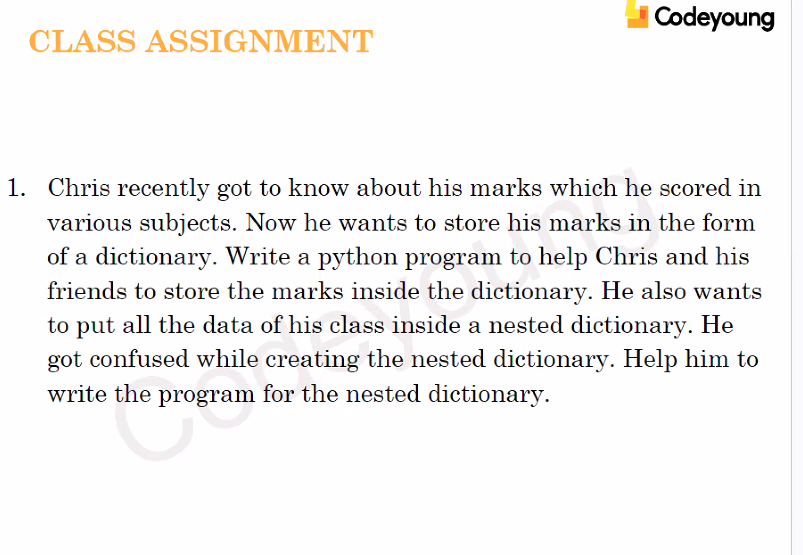 Codeyoung
CLASS ASSIGNMENT
1. Chris recently got to know about his marks which he scored in
various subjects. Now he wants to store his marks in the form
of a dictionary. Write a python program to help Chris and his
friends to store the marks inside the dictionary. He also wants
to put all the data of his class inside a nested dictionary. He
got confused while creating the nested dictionary. Help him to
write the program for the nested dictionary.
Codeyoung